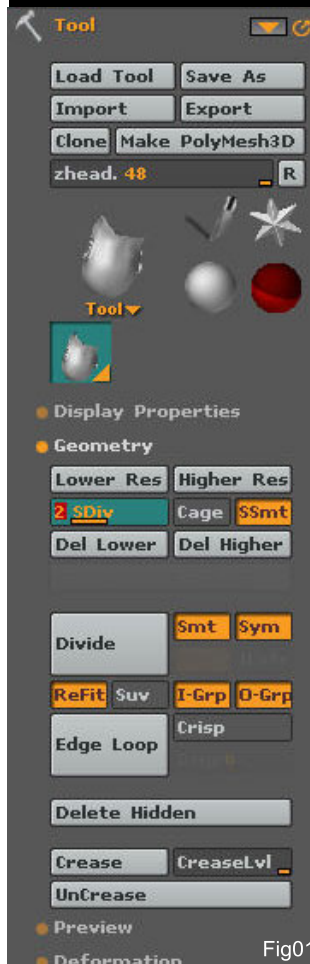 Tool
Load Tool Save As
Import Export
Clone Make PolyMesh3D
zhead. 48 R
Tool
Display Properties
Geometry
Lower Res Higher Res
2 SDiv Cage SSmt
Del Lower Del Higher
Divide Smt Sym
ReFit Suv I-Grp O-Grp
Edge Loop Crisp
Delete Hidden
Crease CreaseLvl
UnCrease
Preview
Deformation
Fig01